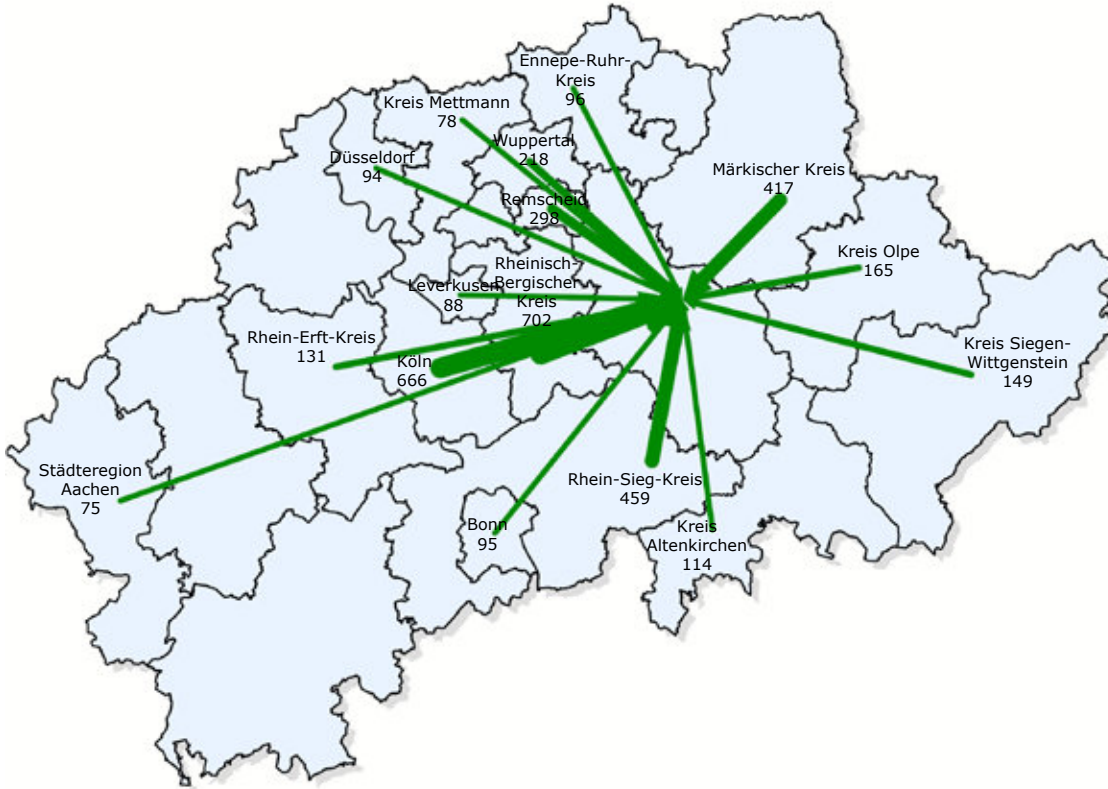 Ennepe-Ruhr-
Kreis
96
Kreis Mettmann
78
Wuppertal
218
Düsseldorf
94
Märkischer Kreis
417
Remscheid
298
Kreis Olpe
165
Rheinisch-
Bergischer
Kreis
702
Leverkusen
88
Rhein-Erft-Kreis
131
Köln
666
Kreis Siegen-
Wittgenstein
149
Städteregion
Aachen
75
Rhein-Sieg-Kreis
459
Bonn
95
Kreis
Altenkirchen
114